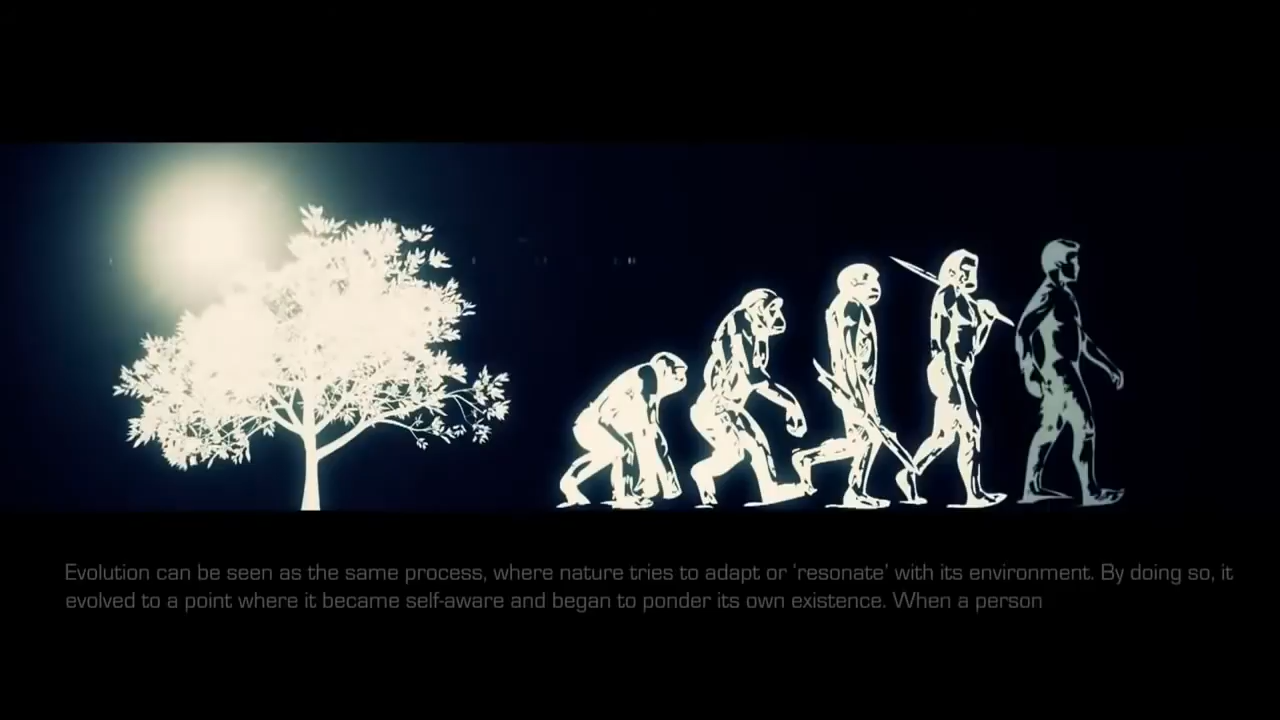 Evolution can be seen as the same process, where nature tries to adapt or ‘resonate’ with its environment. By doing so, it
evolved to a point where it became self-aware and began to ponder its own existence. When a person